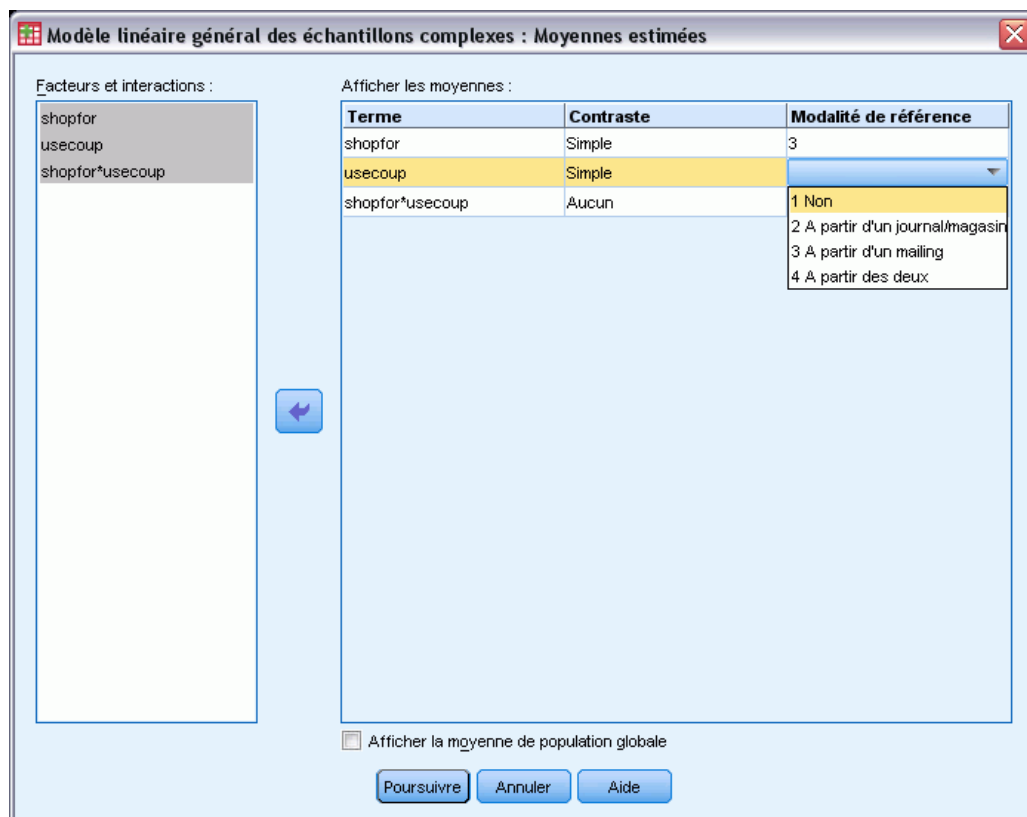 Modèle linéaire général des échantillons complexes : Moyennes estimées
Facteurs et interactions :
shopfor
usecoup
shopfor*usecoup
Afficher les moyennes :
Terme Contraste Modalité de référence
shopfor Simple 3
usecoup Simple
shopfor*usecoup Aucun
1 Non
2 A partir d'un journal/magasin
3 A partir d'un mailing
4 A partir des deux
Afficher la moyenne de population globale
Poursuivre Annuler Aide